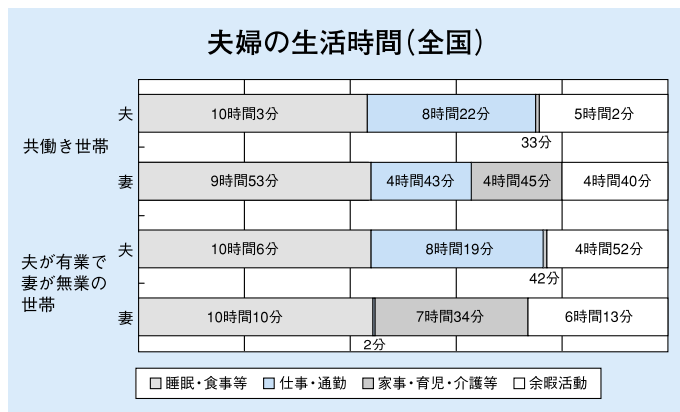 夫婦の生活時間(全国)
共働き世帯
夫
10時間3分
8時間22分
33分
5時間2分
妻
9時間53分
4時間43分
4時間45分
4時間40分
夫が有業で
妻が無業の
世帯
夫
10時間6分
8時間19分
42分
4時間52分
妻
10時間10分
2分
7時間34分
6時間13分
睡眠・食事等 仕事・通勤 家事・育児・介護等 余暇活動